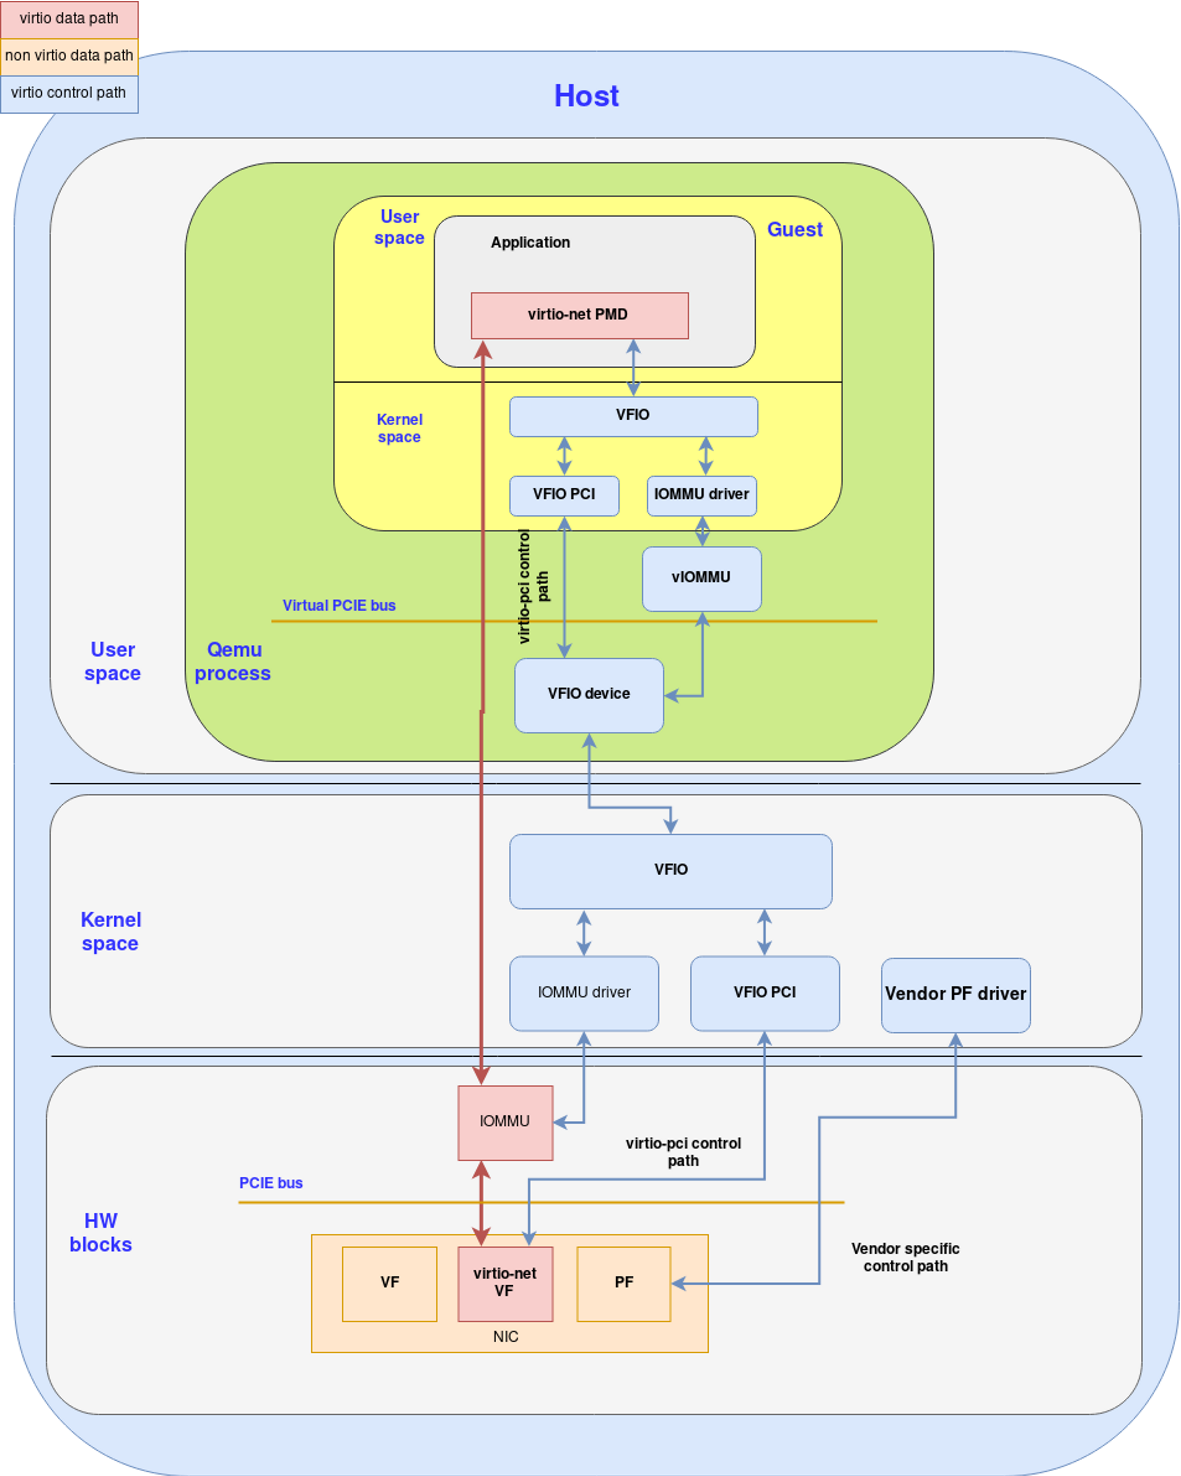 virtio data path
non virtio data path
virtio control path
Host
User
space
Guest
Application
virtio-net PMD
Kernel
space
VFIO
VFIO PCI
IOMMU driver
virtio-pci control
path
vIOMMU
Virtual PCIE bus
User
space
Qemu
process
VFIO device
VFIO
Kernel
space
IOMMU driver
VFIO PCI
Vendor PF driver
IOMMU
virtio-pci control
path
PCIE bus
HW
blocks
Vendor specific
control path
VF
virtio-net
VF
PF
NIC